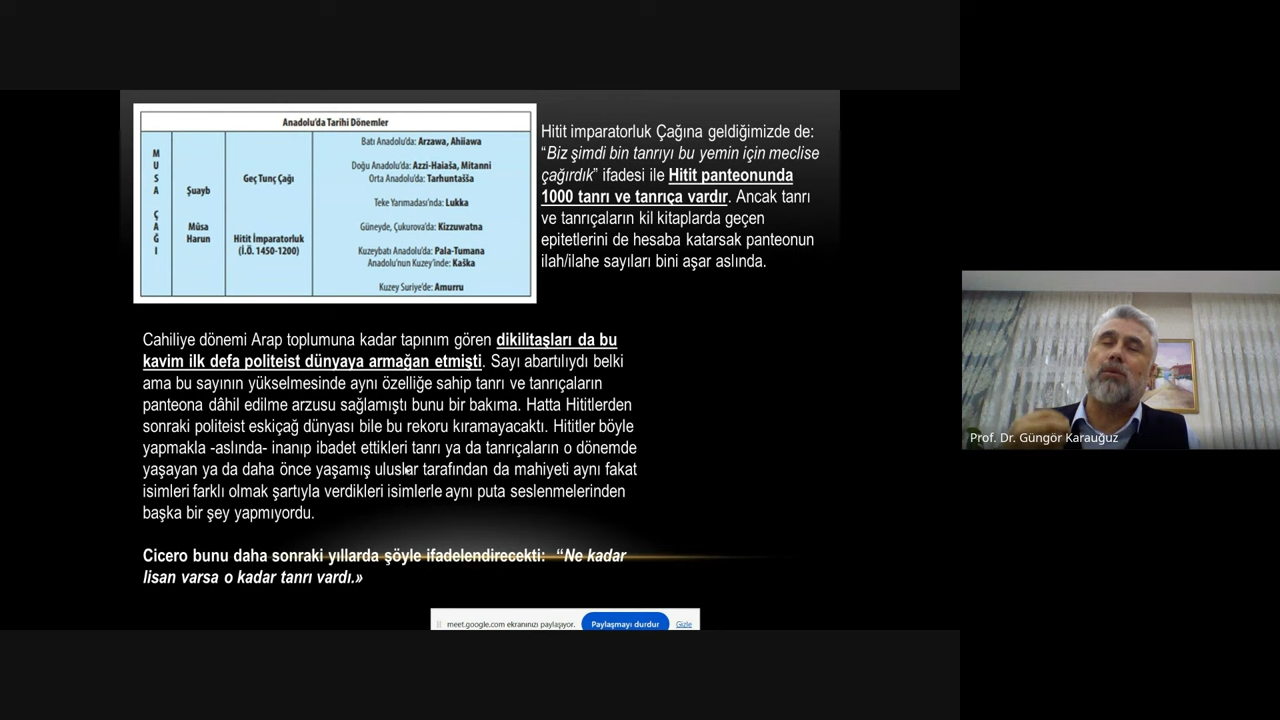 Anadolu'da Tarihi Dönemler
MUSA ÇAĞI
Şuayb
Mûsa
Harun
Geç Tunç Çağı
Hitit İmparatorluk
(İ.Ö. 1450-1200)
Batı Anadolu'da: Arzawa, Ahiiawa
Doğu Anadolu'da: Azzi-Haiaša, Mitanni
Orta Anadolu'da: Tarhuntašša
Teke Yarımadası'nda: Lukka
Güneyde, Çukurova'da: Kizzuwatna
Kuzeybatı Anadolu'da: Pala-Tumana
Anadolu'nun Kuzey'inde: Kaška
Kuzey Suriye'de: Amurru
Hitit imparatorluk Çağına geldiğimizde de:
“Biz şimdi bin tanrıyı bu yemin için meclise
çağırdık” ifadesi ile Hitit panteonunda
1000 tanrı ve tanrıça vardır. Ancak tanrı
ve tanrıçaların kil kitaplarda geçen
epitetlerini de hesaba katarsak panteonun
ilah/ilahe sayıları bini aşar aslında.
Cahiliye dönemi Arap toplumuna kadar tapınım gören dikilitaşları da bu
kavim ilk defa politeist dünyaya armağan etmişti. Sayı abartılıydı belki
ama bu sayının yükselmesinde aynı özelliğe sahip tanrı ve tanrıçaların
panteona dâhil edilme arzusu sağlamıştı bunu bir bakıma. Hatta Hititlerden
sonraki politeist eskiçağ dünyası bile bu rekoru kıramayacaktı. Hititler böyle
yapmakla -aslında- inanıp ibadet ettikleri tanrı ya da tanrıçaların o dönemde
yaşayan ya da daha önce yaşamış uluslar tarafından da mahiyeti aynı fakat
isimleri farklı olmak şartıyla verdikleri isimlerle aynı puta seslenmelerinden
başka bir şey yapmıyordu.
Cicero bunu daha sonraki yıllarda şöyle ifadelendirecekti: “Ne kadar
lisan varsa o kadar tanrı vardı.»
meet.google.com ekranınızı paylaşıyor. Paylaşmayı durdur Gizle
Prof. Dr. Güngör Karauğuz